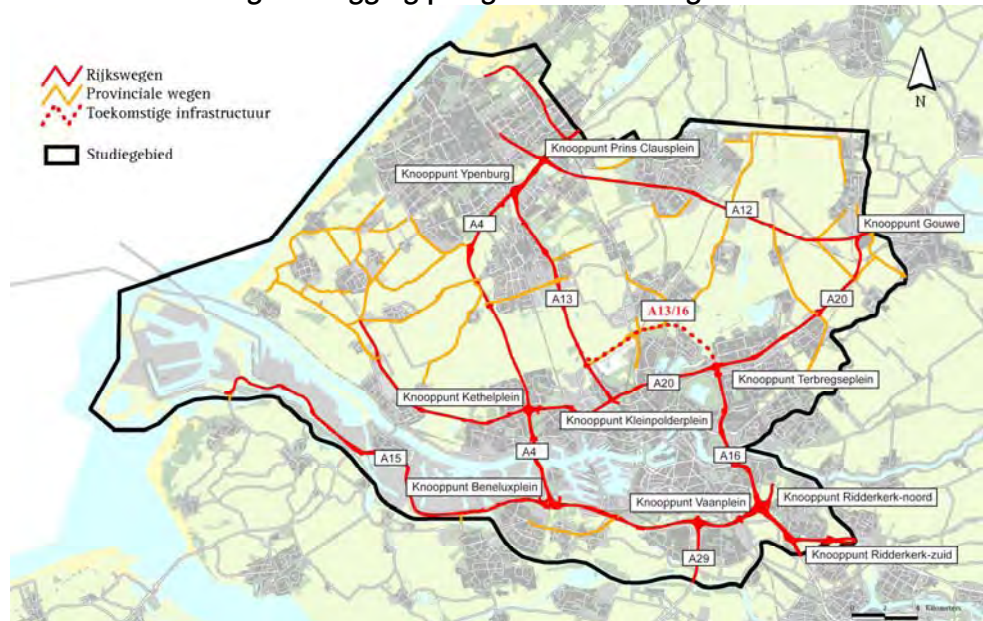 Rijkswegen
Provinciale wegen
Toekomstige infrastructuur
Studiegebied
N
Knooppunt Prins Clausplein
Knooppunt Ypenburg
A12
Knooppunt Gouwe
A4
A13
A20
A13/16
A20
Knooppunt Terbregseplein
Knooppunt Kethelplein
Knooppunt Kleinpolderplein
A4
A16
A15
Knooppunt Beneluxplein
Knooppunt Vaanplein
Knooppunt Ridderkerk-noord
Knooppunt Ridderkerk-zuid
A29
Kilometers